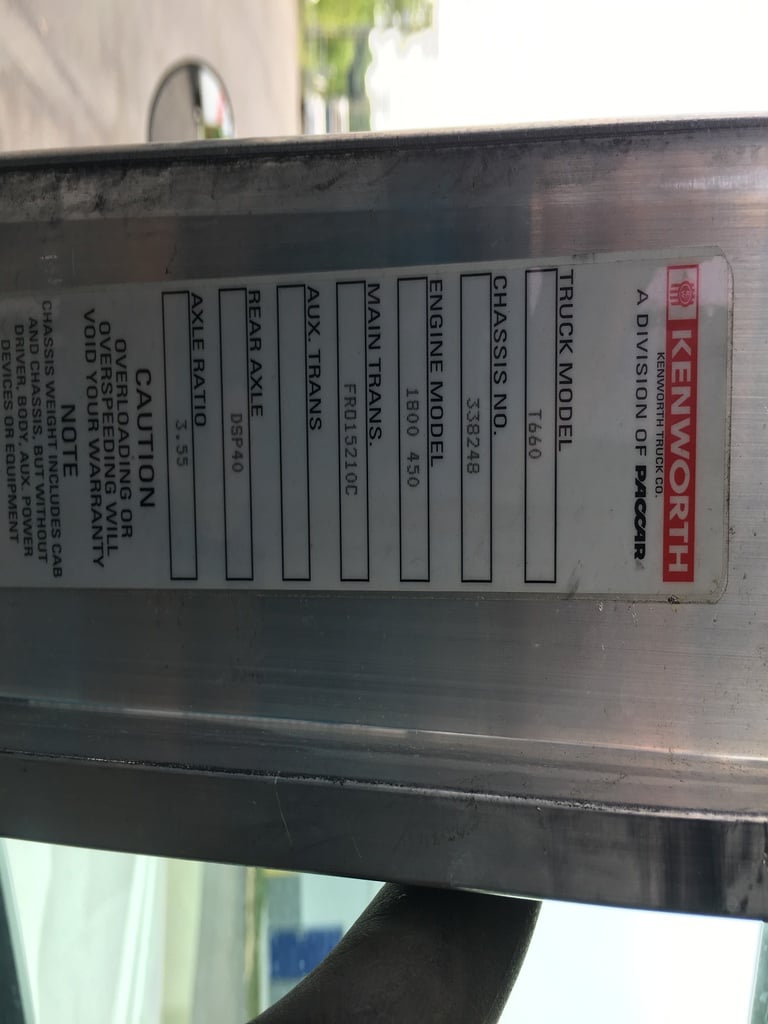 KENWORTH
KENWORTH TRUCK CO.
A DIVISION OF PACCAR
TRUCK MODEL
T660
CHASSIS NO.
338248
ENGINE MODEL
1800 450
MAIN TRANS.
FRO15210C
AUX. TRANS
REAR AXLE
DSP40
AXLE RATIO
3.55
CAUTION
OVERLOADING OR
OVERSPEEDING WILL
VOID YOUR WARRANTY
NOTE
CHASSIS WEIGHT INCLUDES CAB
AND CHASSIS, BUT WITHOUT
DRIVER, BODY, AUX. POWER
DEVICES OR EQUIPMENT